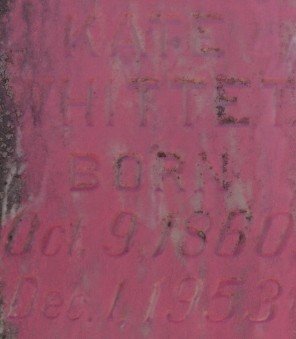 KATE
WHITTET
BORN
Oct. 9, 1860
Dec. 1, 1953